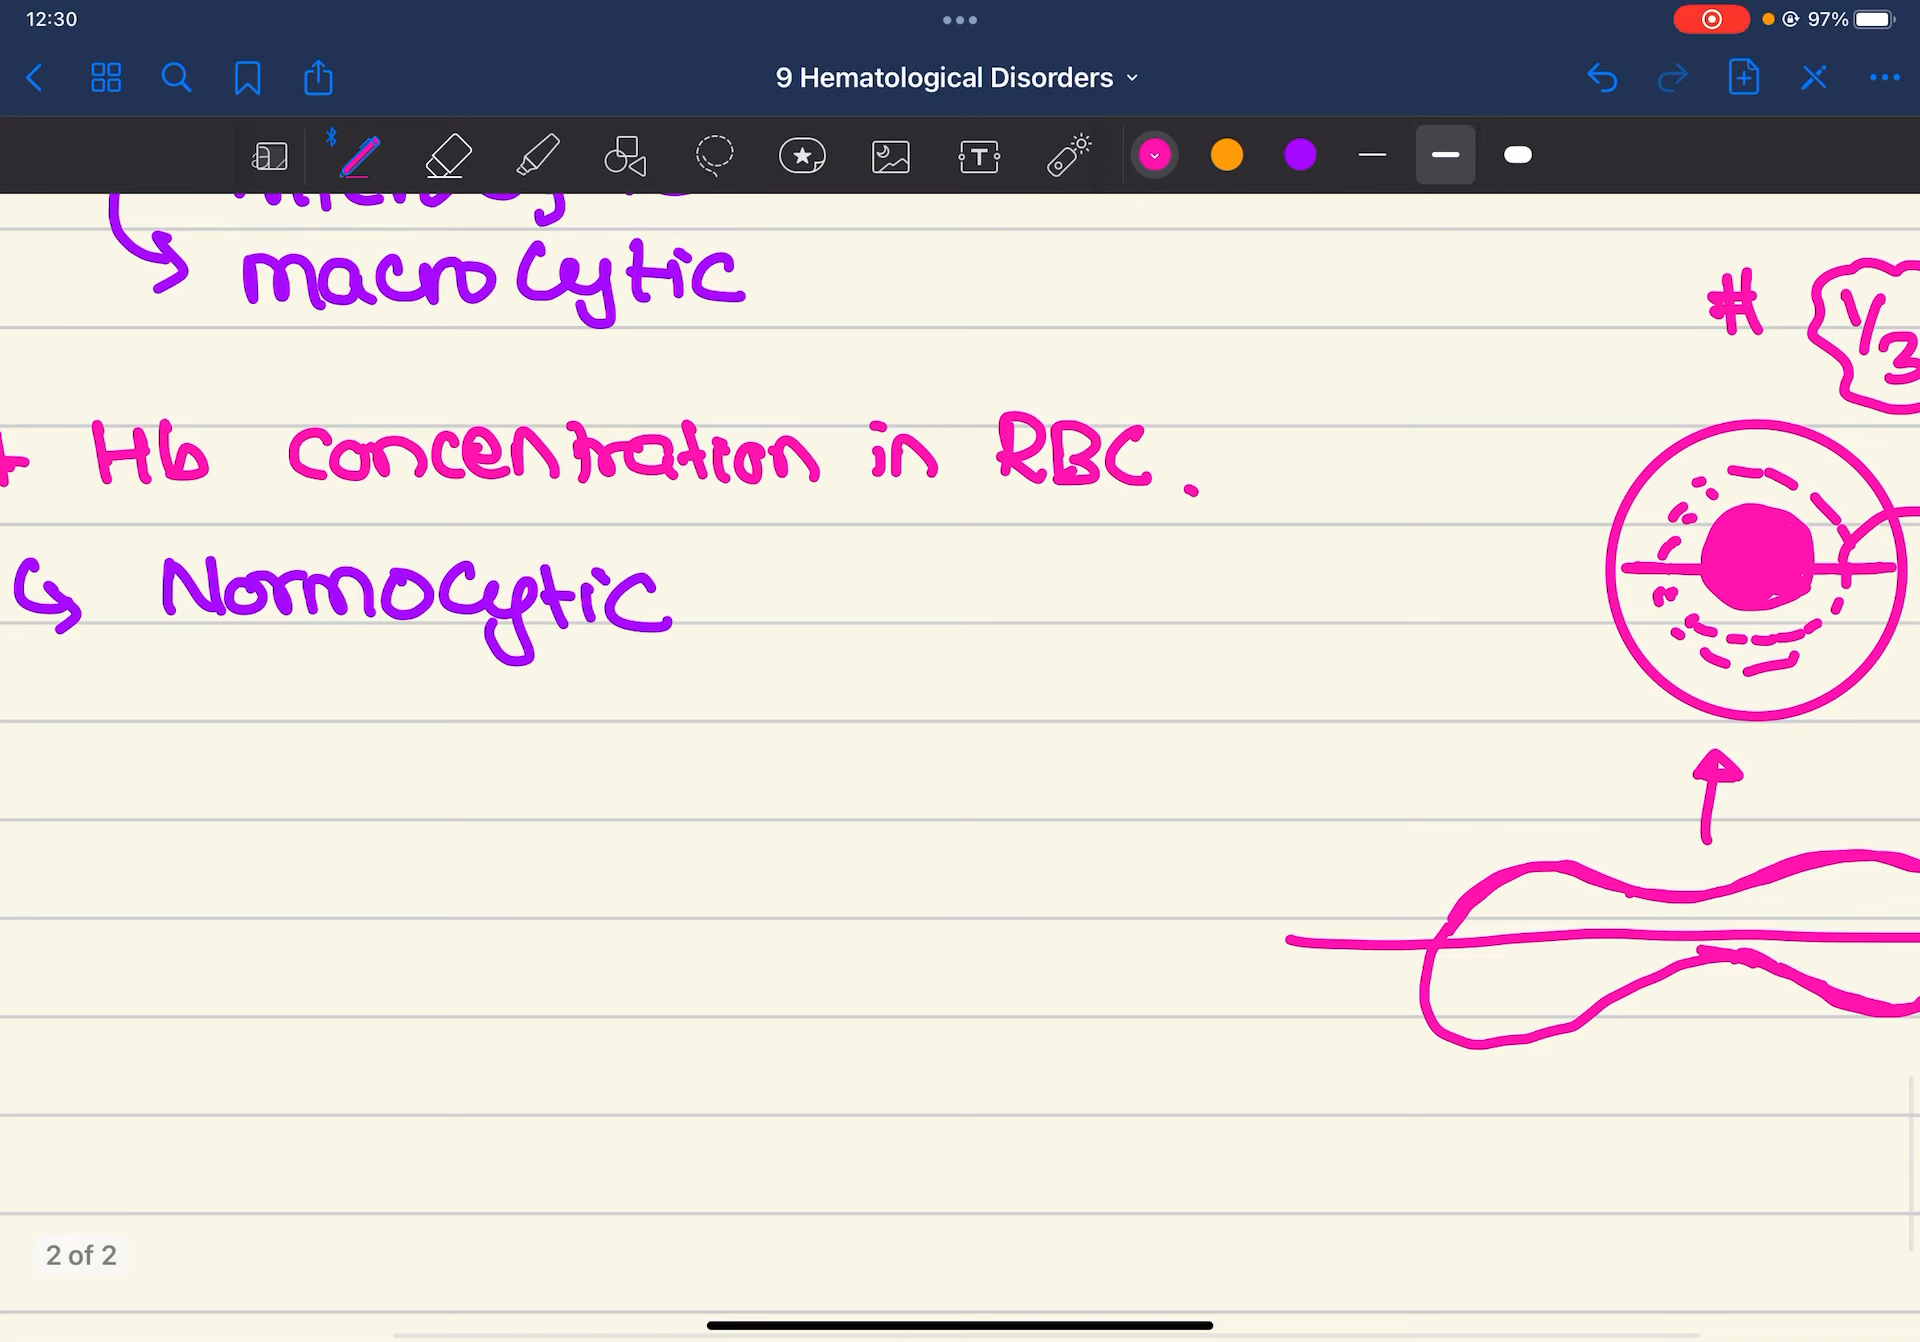 12:30
97%
9 Hematological Disorders
macrocytic
# 1/3
Hb concentration in RBC.
↳ Normocytic
2 of 2